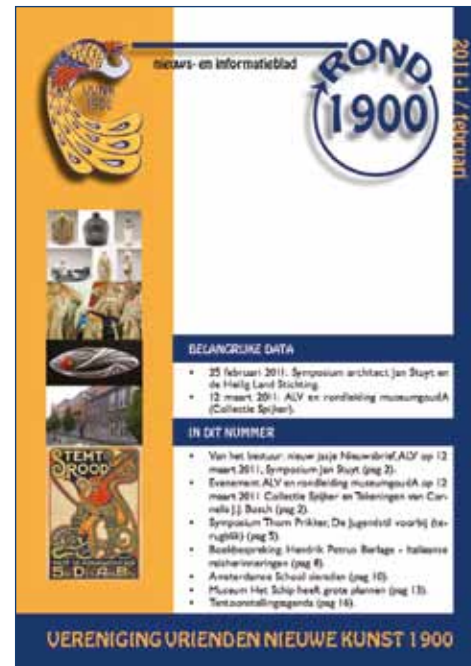 nieuws- en informatieblad
ROND
1900
2011-1 / februari
VVNK
1900
BELANGRIJKE DATA
• 25 februari 2011: Symposium architect Jan Stuyt en
de Heilig Land Stichting.
• 12 maart 2011: ALV en rondleiding museumgoudA
(Collectie Spijker).
IN DIT NUMMER
• Van het bestuur: nieuw jasje Nieuwsbrief, ALV op 12
maart 2011, Symposium Jan Stuyt (pag 2).
• Evenement ALV en rondleiding museumgoudA op 12
maart 2011 Collectie Spijker en Tekeningen van Cor-
nelis J.J. Bosch (pag 2).
• Symposium Thorn Prikker, De Jugendstil voorbij (te-
rugblik) (pag 5).
• Boekbespreking Hendrik Petrus Berlage - Italiaanse
reisherinneringen (pag 8).
• Amsterdamse School sieraden (pag 10).
• Museum Het Schip heeft grote plannen (pag 13).
• Tentoonstellingsagenda (pag 16).
STEMT
ROOD
S.D.A.P.
VERENIGING VRIENDEN NIEUWE KUNST 1900